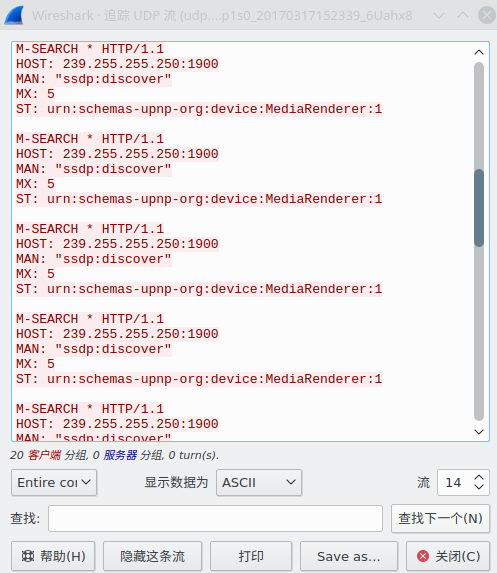 Wireshark · 追踪 UDP 流 (udp....p1s0_20170317152339_6Uahx8
M-SEARCH * HTTP/1.1
HOST: 239.255.255.250:1900
MAN: "ssdp:discover"
MX: 5
ST: urn:schemas-upnp-org:device:MediaRenderer:1
M-SEARCH * HTTP/1.1
HOST: 239.255.255.250:1900
MAN: "ssdp:discover"
MX: 5
ST: urn:schemas-upnp-org:device:MediaRenderer:1
M-SEARCH * HTTP/1.1
HOST: 239.255.255.250:1900
MAN: "ssdp:discover"
MX: 5
ST: urn:schemas-upnp-org:device:MediaRenderer:1
M-SEARCH * HTTP/1.1
HOST: 239.255.255.250:1900
MAN: "ssdp:discover"
MX: 5
ST: urn:schemas-upnp-org:device:MediaRenderer:1
M-SEARCH * HTTP/1.1
HOST: 239.255.255.250:1900
MAN: "ssdp:discover"
20 客户端 分组, 0 服务器 分组, 0 turn(s).
Entire con 显示数据为 ASCII 流 14
查找: 查找下一个(N)
帮助(H) 隐藏这条流 打印 Save as... 关闭(C)